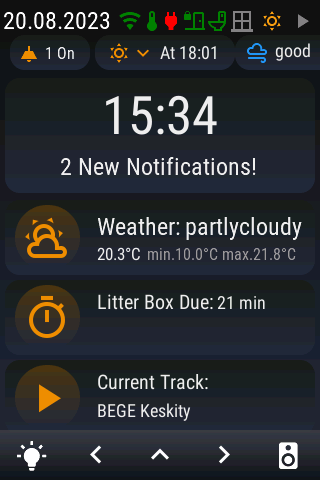 20.08.2023
1 On
At 18:01
good
15:34
2 New Notifications!
Weather: partlycloudy
20.3°C min.10.0°C max.21.8°C
Litter Box Due: 21 min
Current Track:
BEGE Keskity